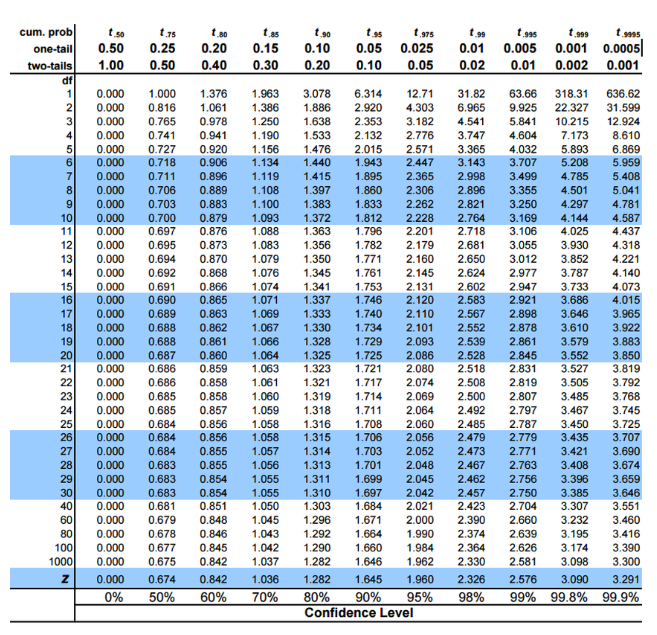 cum. prob t .50 t .75 t .80 t .85 t .90 t .95 t .975 t .99 t .995 t .999 t .9995
one-tail 0.50 0.25 0.20 0.15 0.10 0.05 0.025 0.01 0.005 0.001 0.0005
two-tails 1.00 0.50 0.40 0.30 0.20 0.10 0.05 0.02 0.01 0.002 0.001
df
1 0.000 1.000 1.376 1.963 3.078 6.314 12.71 31.82 63.66 318.31 636.62
2 0.000 0.816 1.061 1.386 1.886 2.920 4.303 6.965 9.925 22.327 31.599
3 0.000 0.765 0.978 1.250 1.638 2.353 3.182 4.541 5.841 10.215 12.924
4 0.000 0.741 0.941 1.190 1.533 2.132 2.776 3.747 4.604 7.173 8.610
5 0.000 0.727 0.920 1.156 1.476 2.015 2.571 3.365 4.032 5.893 6.869
6 0.000 0.718 0.906 1.134 1.440 1.943 2.447 3.143 3.707 5.208 5.959
7 0.000 0.711 0.896 1.119 1.415 1.895 2.365 2.998 3.499 4.785 5.408
8 0.000 0.706 0.889 1.108 1.397 1.860 2.306 2.896 3.355 4.501 5.041
9 0.000 0.703 0.883 1.100 1.383 1.833 2.262 2.821 3.250 4.297 4.781
10 0.000 0.700 0.879 1.093 1.372 1.812 2.228 2.764 3.169 4.144 4.587
11 0.000 0.697 0.876 1.088 1.363 1.796 2.201 2.718 3.106 4.025 4.437
12 0.000 0.695 0.873 1.083 1.356 1.782 2.179 2.681 3.055 3.930 4.318
13 0.000 0.694 0.870 1.079 1.350 1.771 2.160 2.650 3.012 3.852 4.221
14 0.000 0.692 0.868 1.076 1.345 1.761 2.145 2.624 2.977 3.787 4.140
15 0.000 0.691 0.866 1.074 1.341 1.753 2.131 2.602 2.947 3.733 4.073
16 0.000 0.690 0.865 1.071 1.337 1.746 2.120 2.583 2.921 3.686 4.015
17 0.000 0.689 0.863 1.069 1.333 1.740 2.110 2.567 2.898 3.646 3.965
18 0.000 0.688 0.862 1.067 1.330 1.734 2.101 2.552 2.878 3.610 3.922
19 0.000 0.688 0.861 1.066 1.328 1.729 2.093 2.539 2.861 3.579 3.883
20 0.000 0.687 0.860 1.064 1.325 1.725 2.086 2.528 2.845 3.552 3.850
21 0.000 0.686 0.859 1.063 1.323 1.721 2.080 2.518 2.831 3.527 3.819
22 0.000 0.686 0.858 1.061 1.321 1.717 2.074 2.508 2.819 3.505 3.792
23 0.000 0.685 0.858 1.060 1.319 1.714 2.069 2.500 2.807 3.485 3.768
24 0.000 0.685 0.857 1.059 1.318 1.711 2.064 2.492 2.797 3.467 3.745
25 0.000 0.684 0.856 1.058 1.316 1.708 2.060 2.485 2.787 3.450 3.725
26 0.000 0.684 0.856 1.058 1.315 1.706 2.056 2.479 2.779 3.435 3.707
27 0.000 0.684 0.855 1.057 1.314 1.703 2.052 2.473 2.771 3.421 3.690
28 0.000 0.683 0.855 1.056 1.313 1.701 2.048 2.467 2.763 3.408 3.674
29 0.000 0.683 0.854 1.055 1.311 1.699 2.045 2.462 2.756 3.396 3.659
30 0.000 0.683 0.854 1.055 1.310 1.697 2.042 2.457 2.750 3.385 3.646
40 0.000 0.681 0.851 1.050 1.303 1.684 2.021 2.423 2.704 3.307 3.551
60 0.000 0.679 0.848 1.045 1.296 1.671 2.000 2.390 2.660 3.232 3.460
80 0.000 0.678 0.846 1.043 1.292 1.664 1.990 2.374 2.639 3.195 3.416
100 0.000 0.677 0.845 1.042 1.290 1.660 1.984 2.364 2.626 3.174 3.390
1000 0.000 0.675 0.842 1.037 1.282 1.646 1.962 2.330 2.581 3.098 3.300
Z 0.000 0.674 0.842 1.036 1.282 1.645 1.960 2.326 2.576 3.090 3.291
0% 50% 60% 70% 80% 90% 95% 98% 99% 99.8% 99.9%
Confidence Level